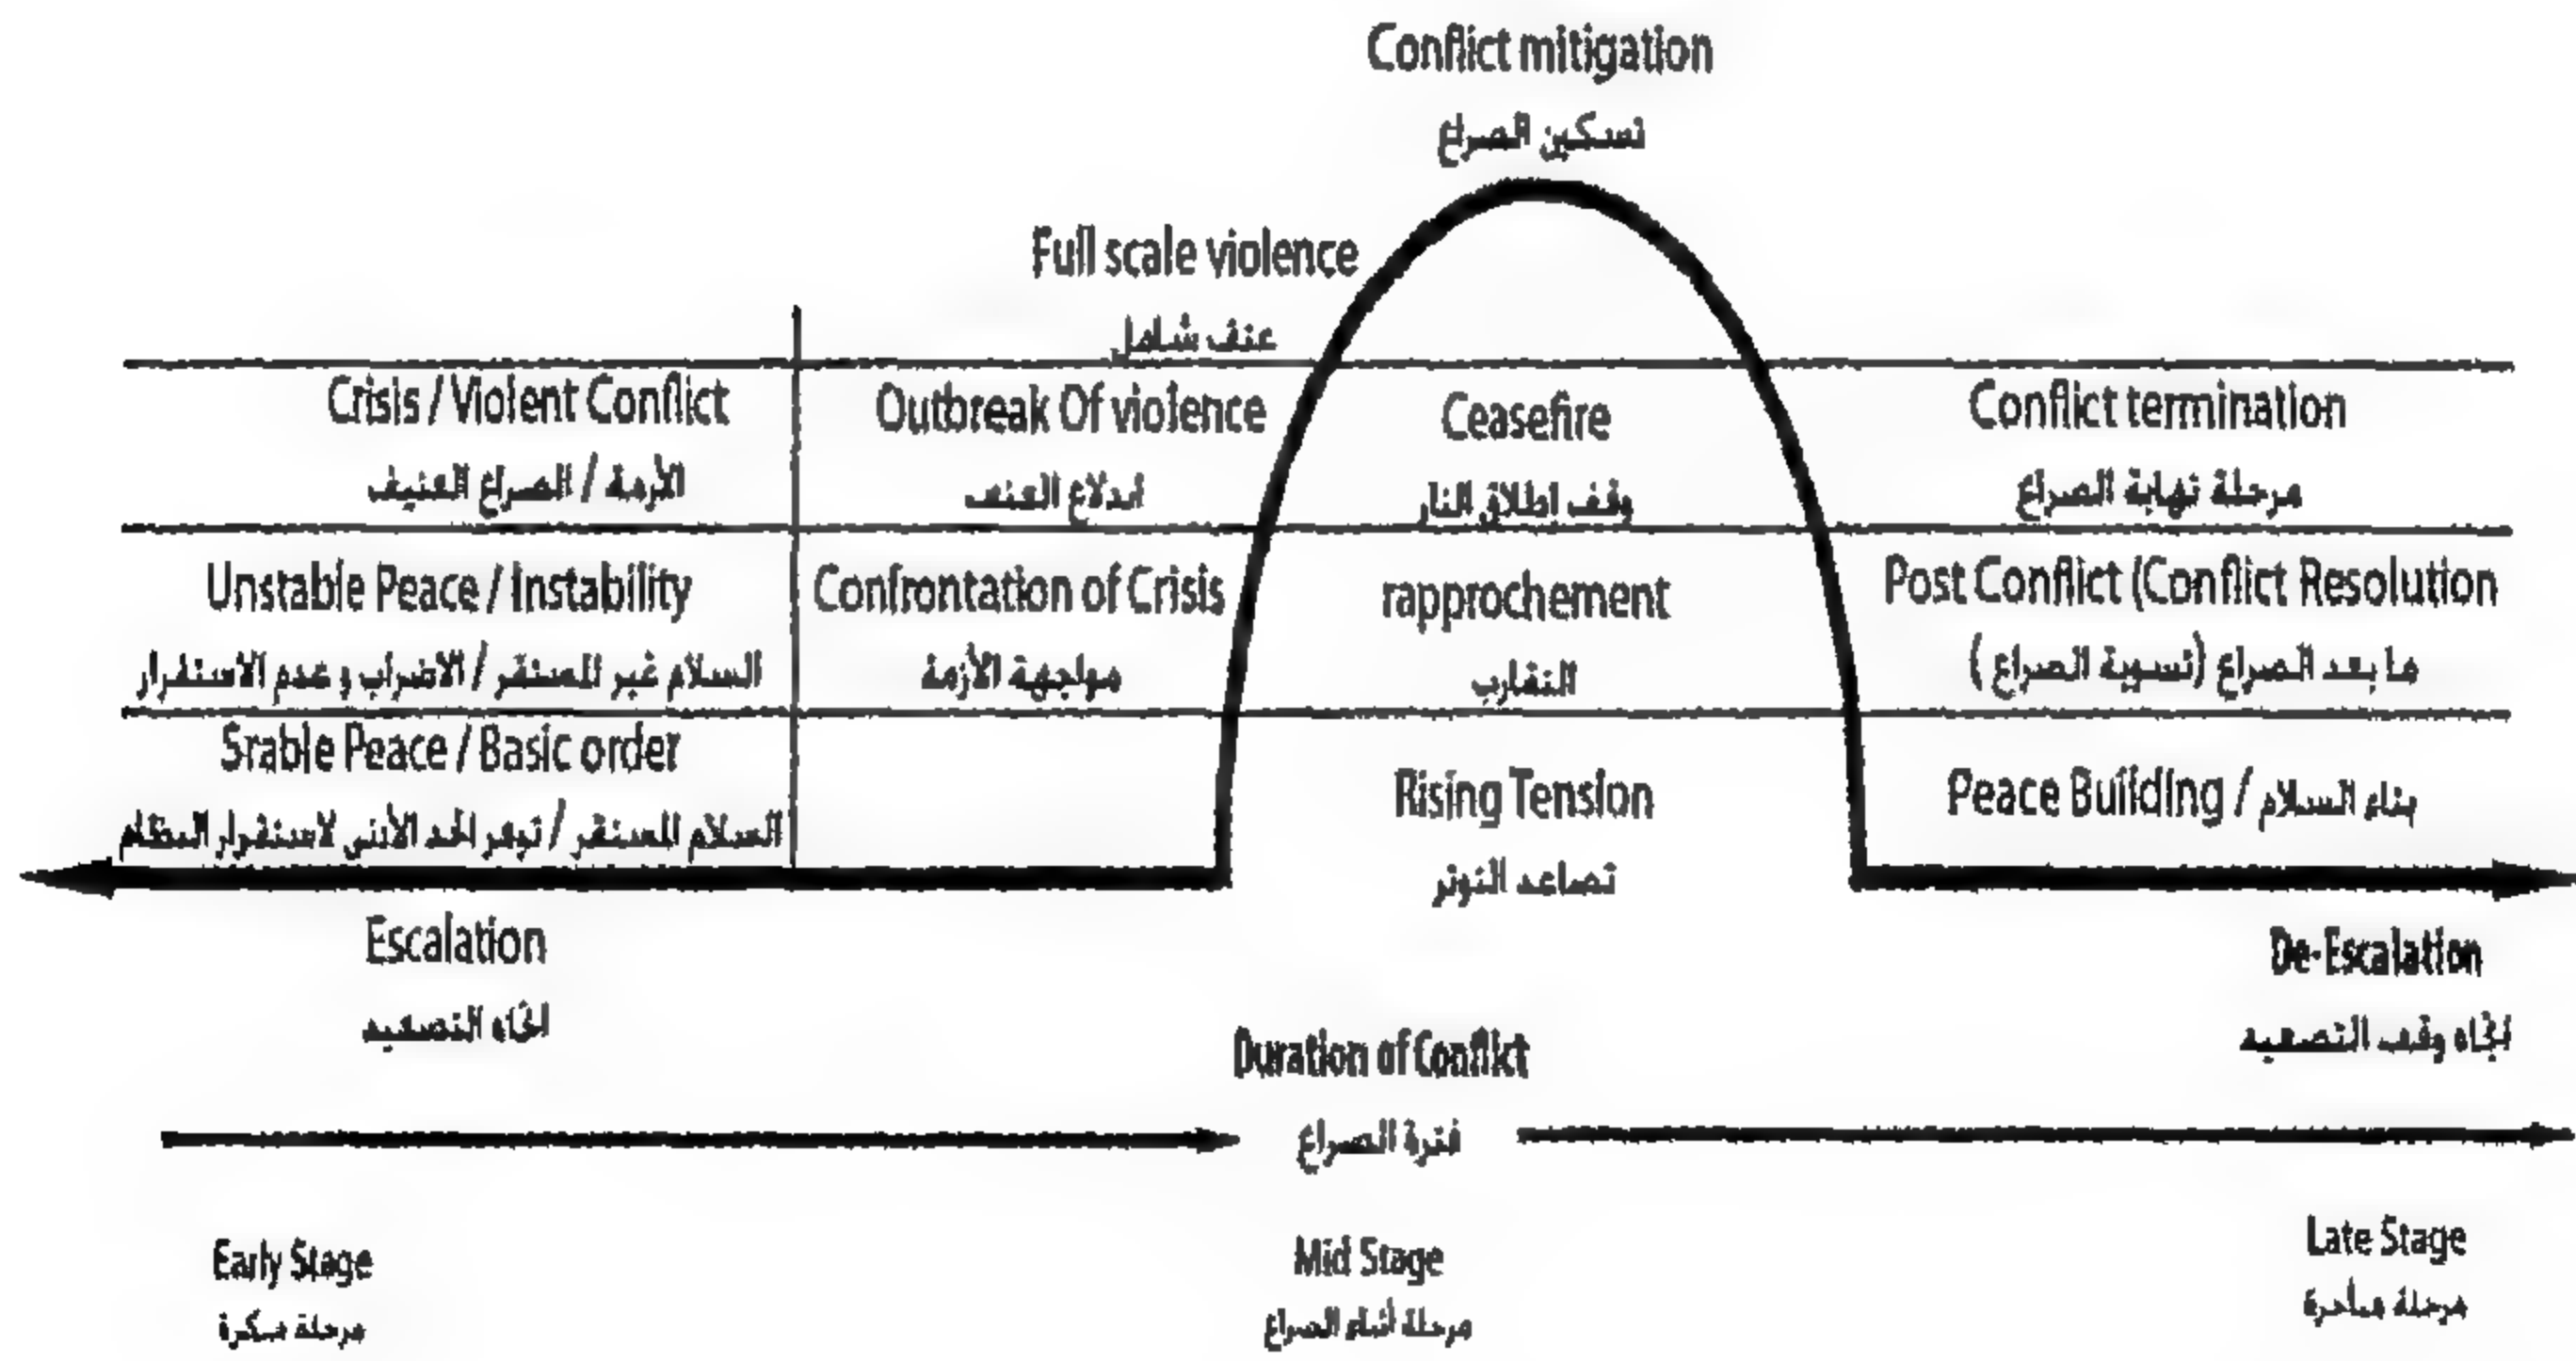 Conflict mitigation
تسكين الصراع
Full scale violence
عنف شامل
Crisis / Violent Conflict
الأزمة / الصراع العنيف
Outbreak Of violence
اندلاع العنف
Ceasefire
وقف اطلاق النار
Conflict termination
مرحلة نهاية الصراع
Unstable Peace / Instability
السلام غير المستقر / الاضراب وعدم الاستقرار
Confrontation of Crisis
مواجهة الأزمة
rapprochement
التقارب
Post Conflict (Conflict Resolution
ما بعد الصراع (تسوية الصراع )
Srable Peace / Basic order
السلام المستقر / توفر الحد الأدنى لاستقرار النظام
Rising Tension
تصاعد التوتر
Peace Building / بناء السلام
Escalation
اتجاه التصعيد
De-Escalation
اتجاه وقف التصعيد
Duration of Conflict
فترة الصراع
Early Stage
مرحلة مبكرة
Mid Stage
مرحلة أثناء الصراع
Late Stage
مرحلة متأخرة